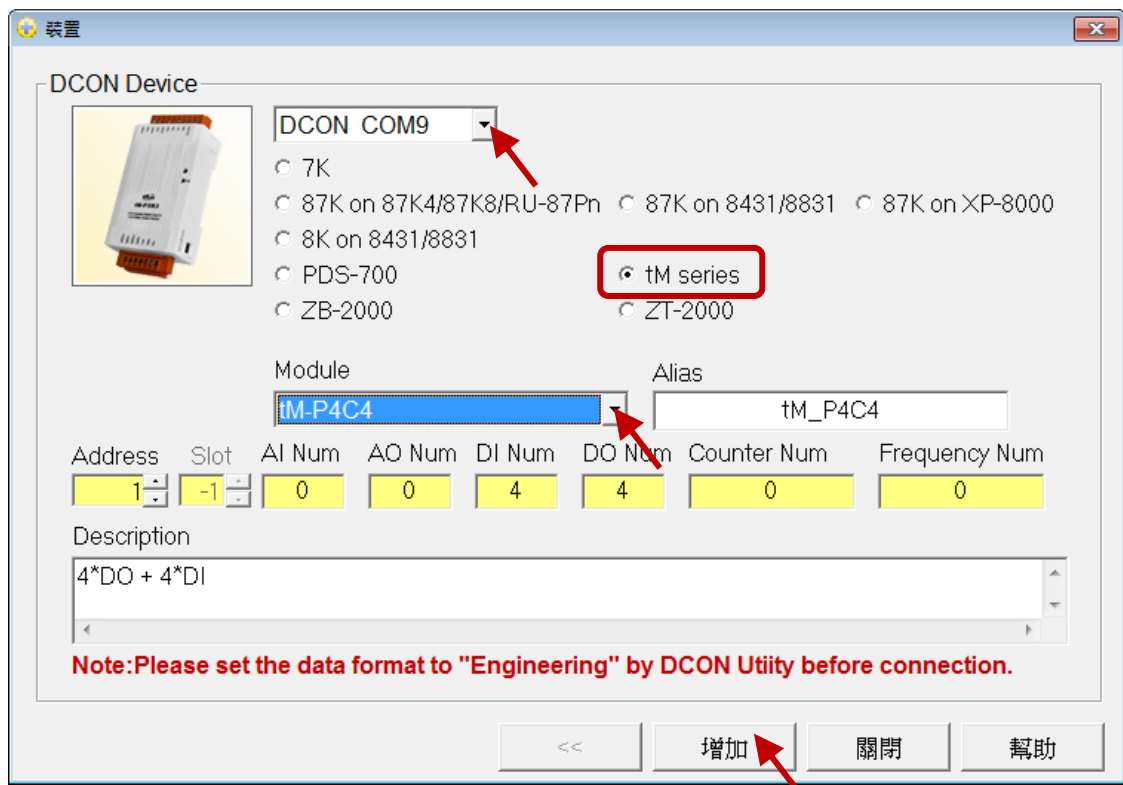 裝置
DCON Device
DCON COM9
7K
87K on 87K4/87K8/RU-87Pn 87K on 8431/8831 87K on XP-8000
8K on 8431/8831
PDS-700 tM series
ZB-2000 ZT-2000
Module Alias
tM-P4C4 tM_P4C4
Address Slot AI Num AO Num DI Num DO Num Counter Num Frequency Num
1 -1 0 0 4 4 0 0
Description
4*DO + 4*DI
Note:Please set the data format to "Engineering" by DCON Utiity before connection.
<< 增加 關閉 幫助